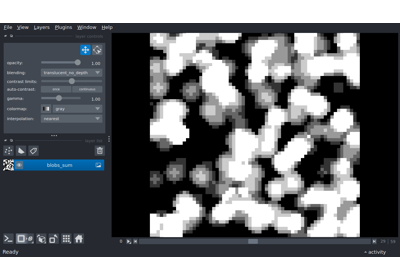 File View Layers Plugins Window Help
opacity: 1.00
blending: translucent_no_depth
contrast limits:
auto-contrast: once continuous
gamma: 1.00
colormap: gray
interpolation: nearest
blobs_sum
Ready
activity